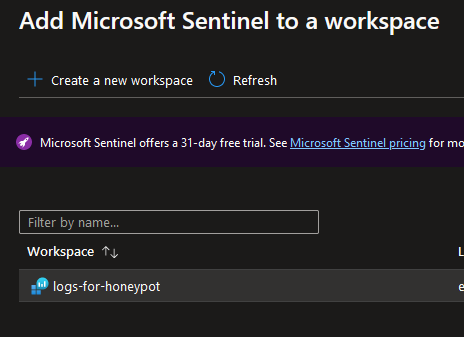 Add Microsoft Sentinel to a workspace
Create a new workspace Refresh
Microsoft Sentinel offers a 31-day free trial. See Microsoft Sentinel pricing for mo
Filter by name...
Workspace L
logs-for-honeypot e